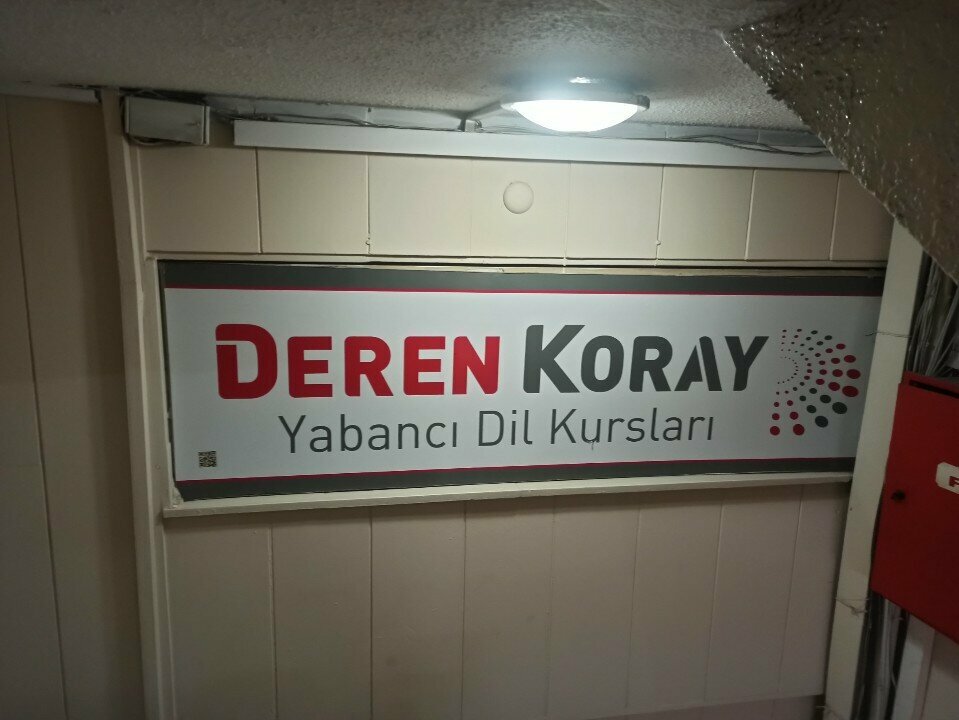 DEREN KORAY
Yabancı Dil Kursları